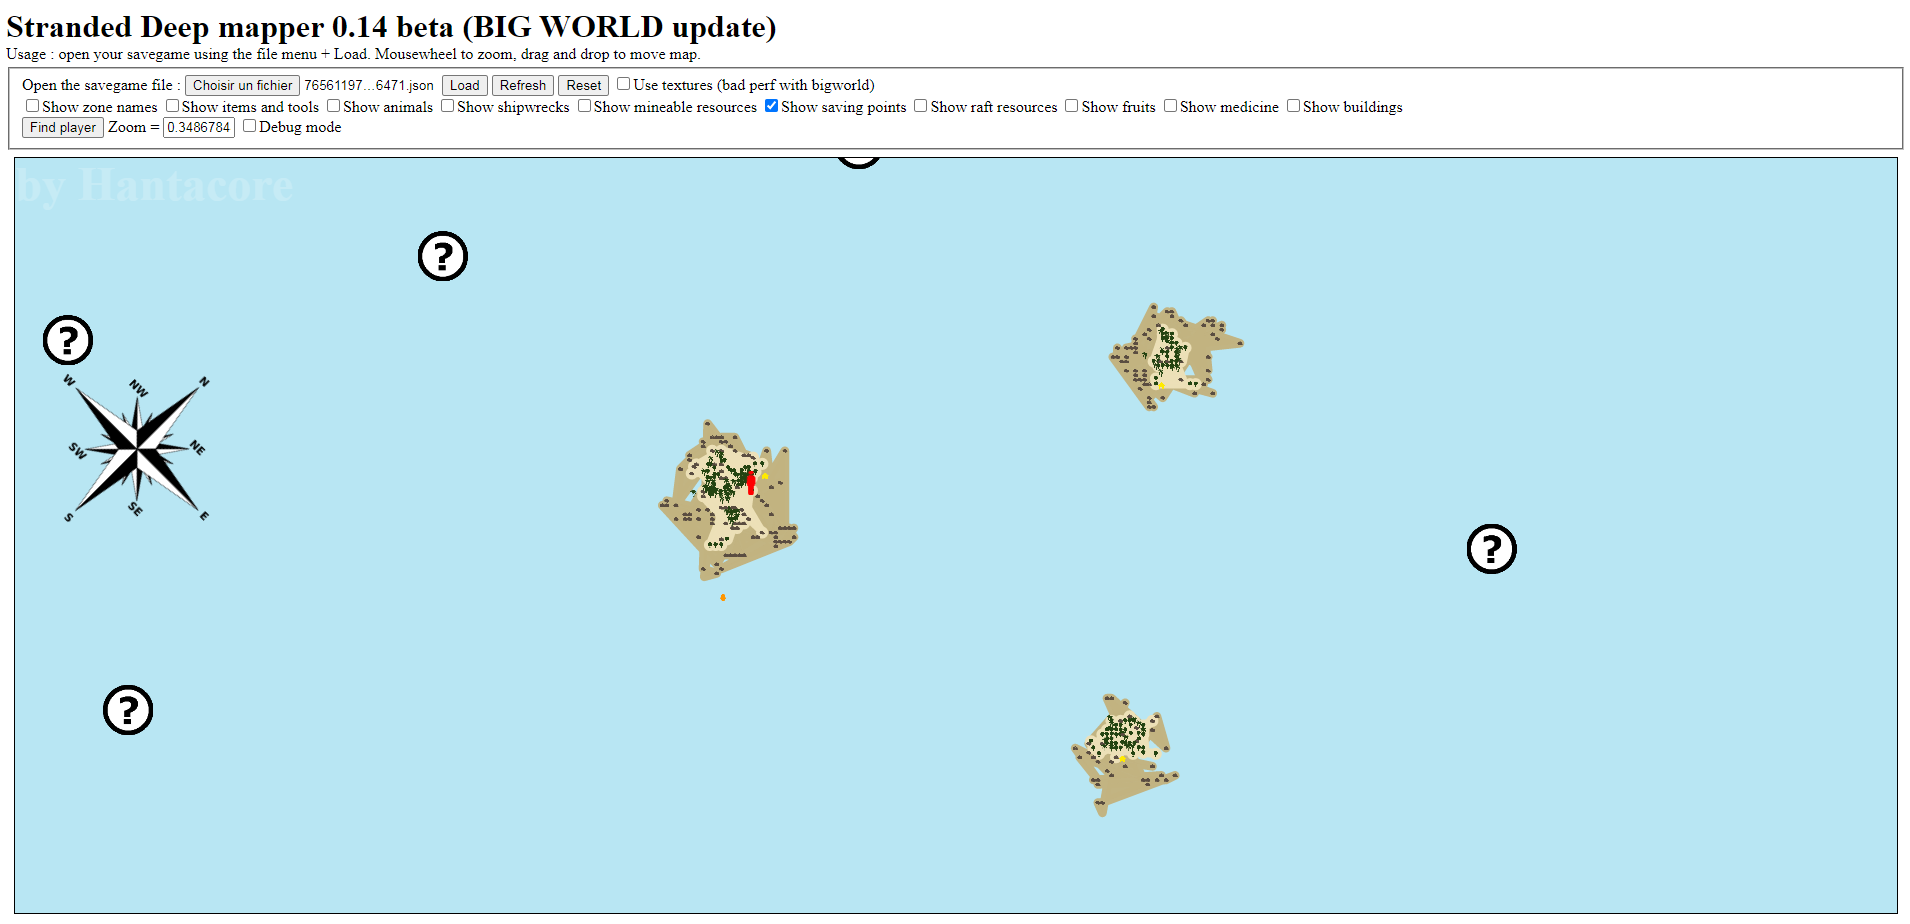 Stranded Deep mapper 0.14 beta (BIG WORLD update)
Usage : open your savegame using the file menu + Load. Mousewheel to zoom, drag and drop to move map.
Open the savegame file : Choisir un fichier 76561197...6471.json Load Refresh Reset Use textures (bad perf with bigworld)
Show zone names Show items and tools Show animals Show shipwrecks Show mineable resources Show saving points Show raft resources Show fruits Show medicine Show buildings
Find player Zoom = 0.3486784 Debug mode
by Hantacore
?
?
W NW N
SW NE
S SE E
?
?